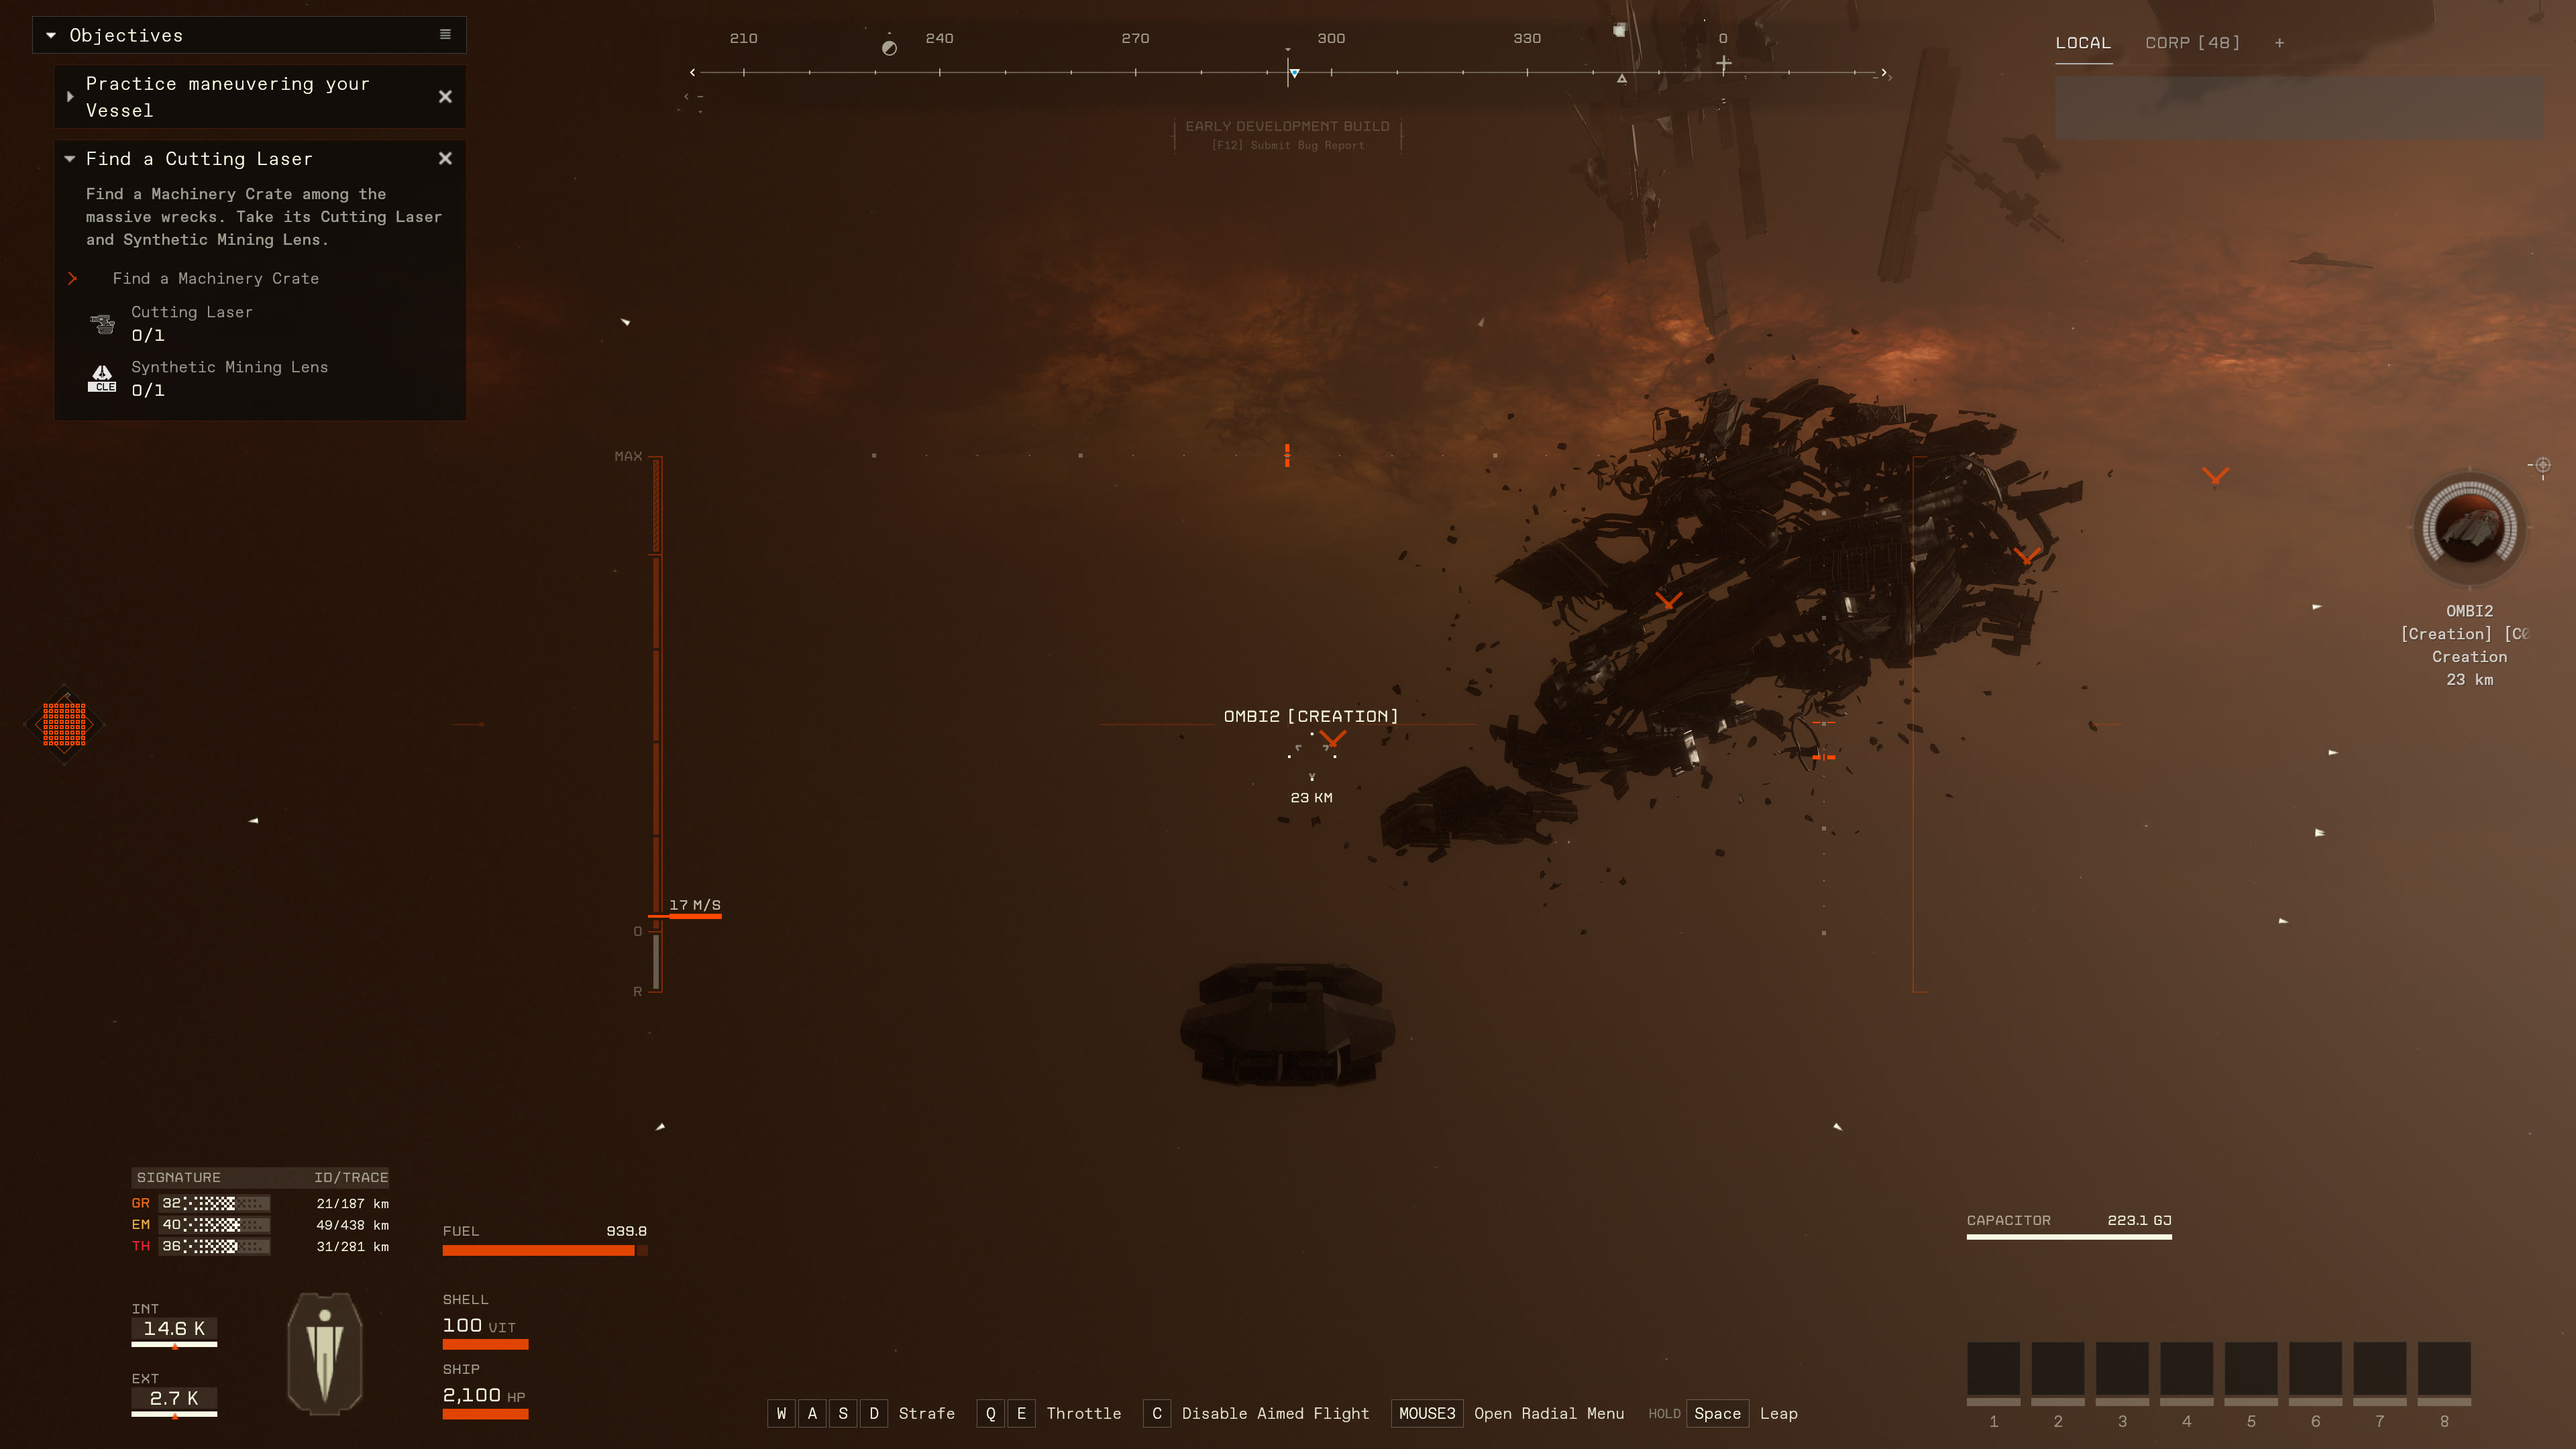 Objectives
Practice maneuvering your
Vessel
Find a Cutting Laser
Find a Machinery Crate among the
massive wrecks. Take its Cutting Laser
and Synthetic Mining Lens.
Find a Machinery Crate
Cutting Laser
0/1
CLE
Synthetic Mining Lens
0/1
210 240 270 300 330 0
EARLY DEVELOPMENT BUILD
[F12] Submit Bug Report
LOCAL CORP [48] +
MAX
17 M/S
0
R
OMBI2 [CREATION]
23 KM
OMBI2
[Creation] [C0
Creation
23 km
SIGNATURE ID/TRACE
GR 32 21/187 km
EM 40 49/438 km
TH 36 31/281 km
INT
14.6 K
EXT
2.7 K
FUEL 939.8
SHELL
100 VIT
SHIP
2,100 HP
W A S D Strafe Q E Throttle C Disable Aimed Flight MOUSE3 Open Radial Menu HOLD Space Leap
CAPACITOR 223.1 GJ
1 2 3 4 5 6 7 8